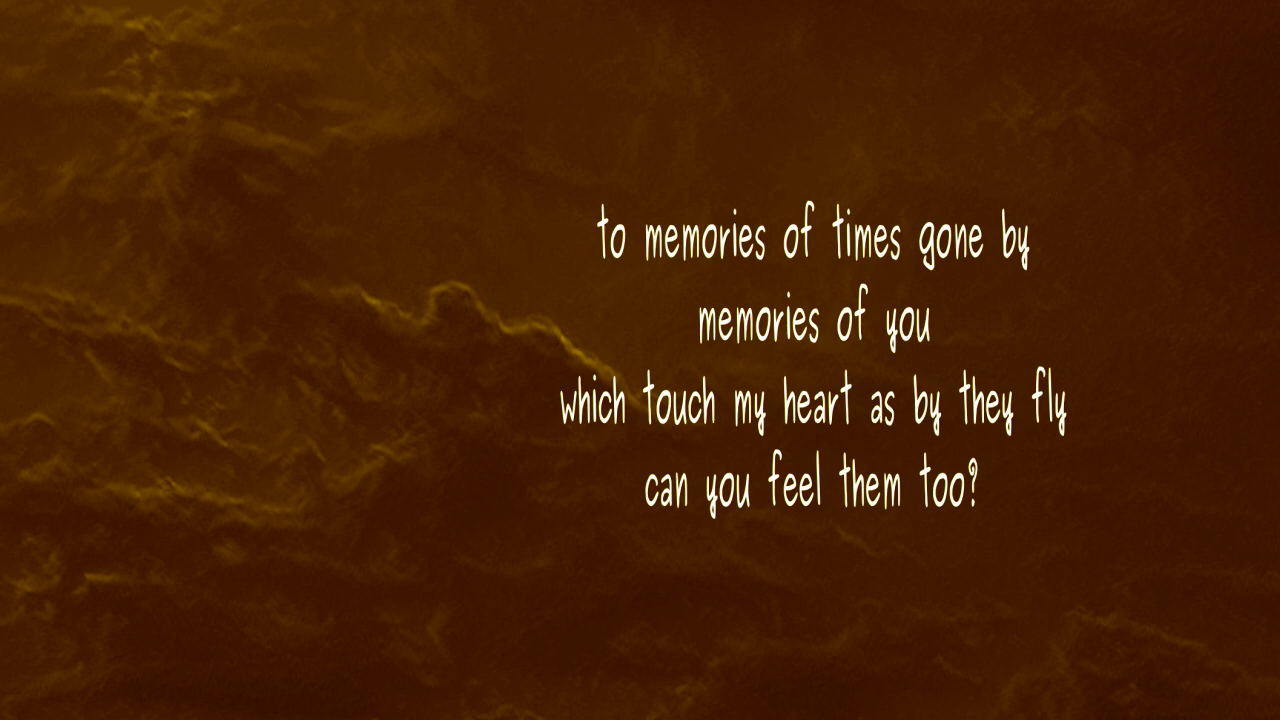 to memories of times gone by
memories of you
which touch my heart as by they fly
can you feel them too?